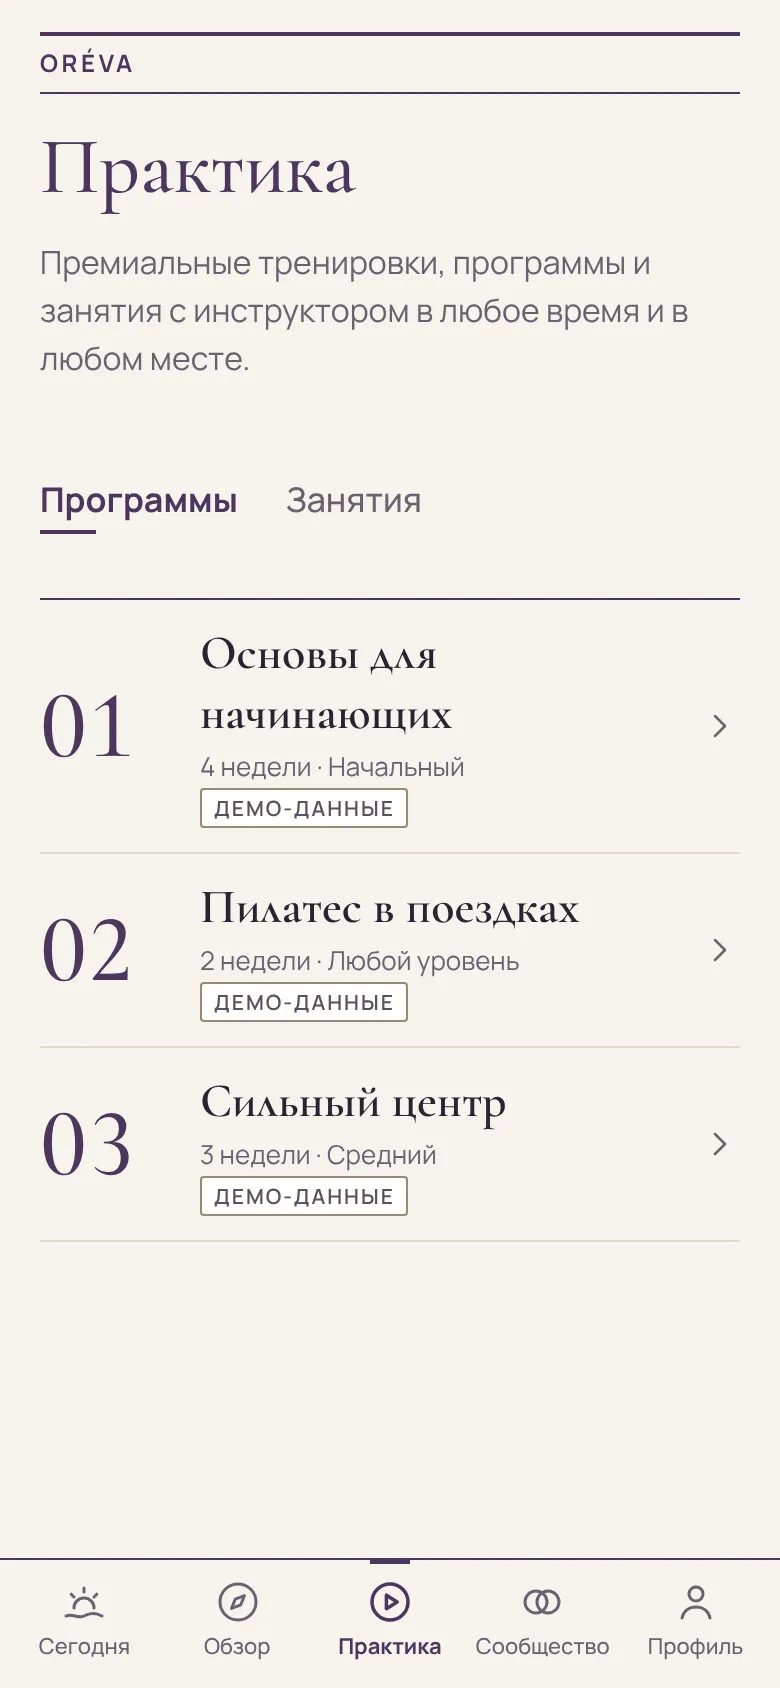 ORÉVA
Практика
Премиальные тренировки, программы и
занятия с инструктором в любое время и в
любом месте.
Программы Занятия
01
Основы для
начинающих
4 недели · Начальный
ДЕМО-ДАННЫЕ
02
Пилатес в поездках
2 недели · Любой уровень
ДЕМО-ДАННЫЕ
03
Сильный центр
3 недели · Средний
ДЕМО-ДАННЫЕ
Сегодня Обзор Практика Сообщество Профиль